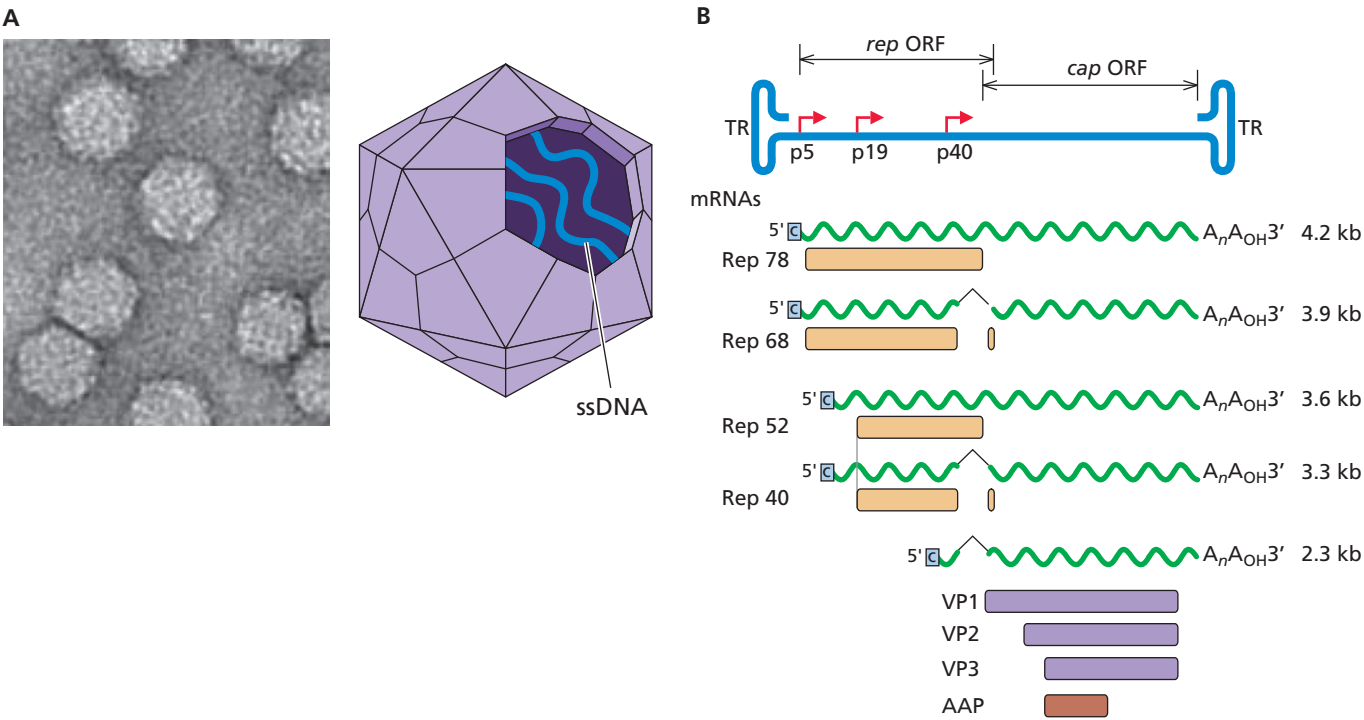 A
ssDNA
B
rep ORF
cap ORF
TR
TR
p5 p19 p40
mRNAs
5' C AnAOH3′ 4.2 kb
Rep 78
5' C AnAOH3′ 3.9 kb
Rep 68
5' C AnAOH3′ 3.6 kb
Rep 52
5' C AnAOH3′ 3.3 kb
Rep 40
5' C AnAOH3′ 2.3 kb
VP1
VP2
VP3
AAP